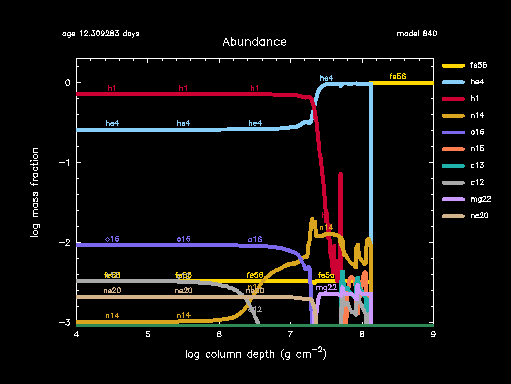 age 12.309283 days
model 840
Abundance
fe56
he4
h1
n14
o16
n15
c13
c12
mg22
ne20
he4
fe56
h1 h1 h1
he4 he4 he4
n14
o16 o16 o16
fe56 fe56 fe56 fe56
ne20 ne20 ne20
mg22
c12
n14 n14
0
−1
−2
−3
4 5 6 7 8 9
log mass fraction
log column depth (g cm−2)